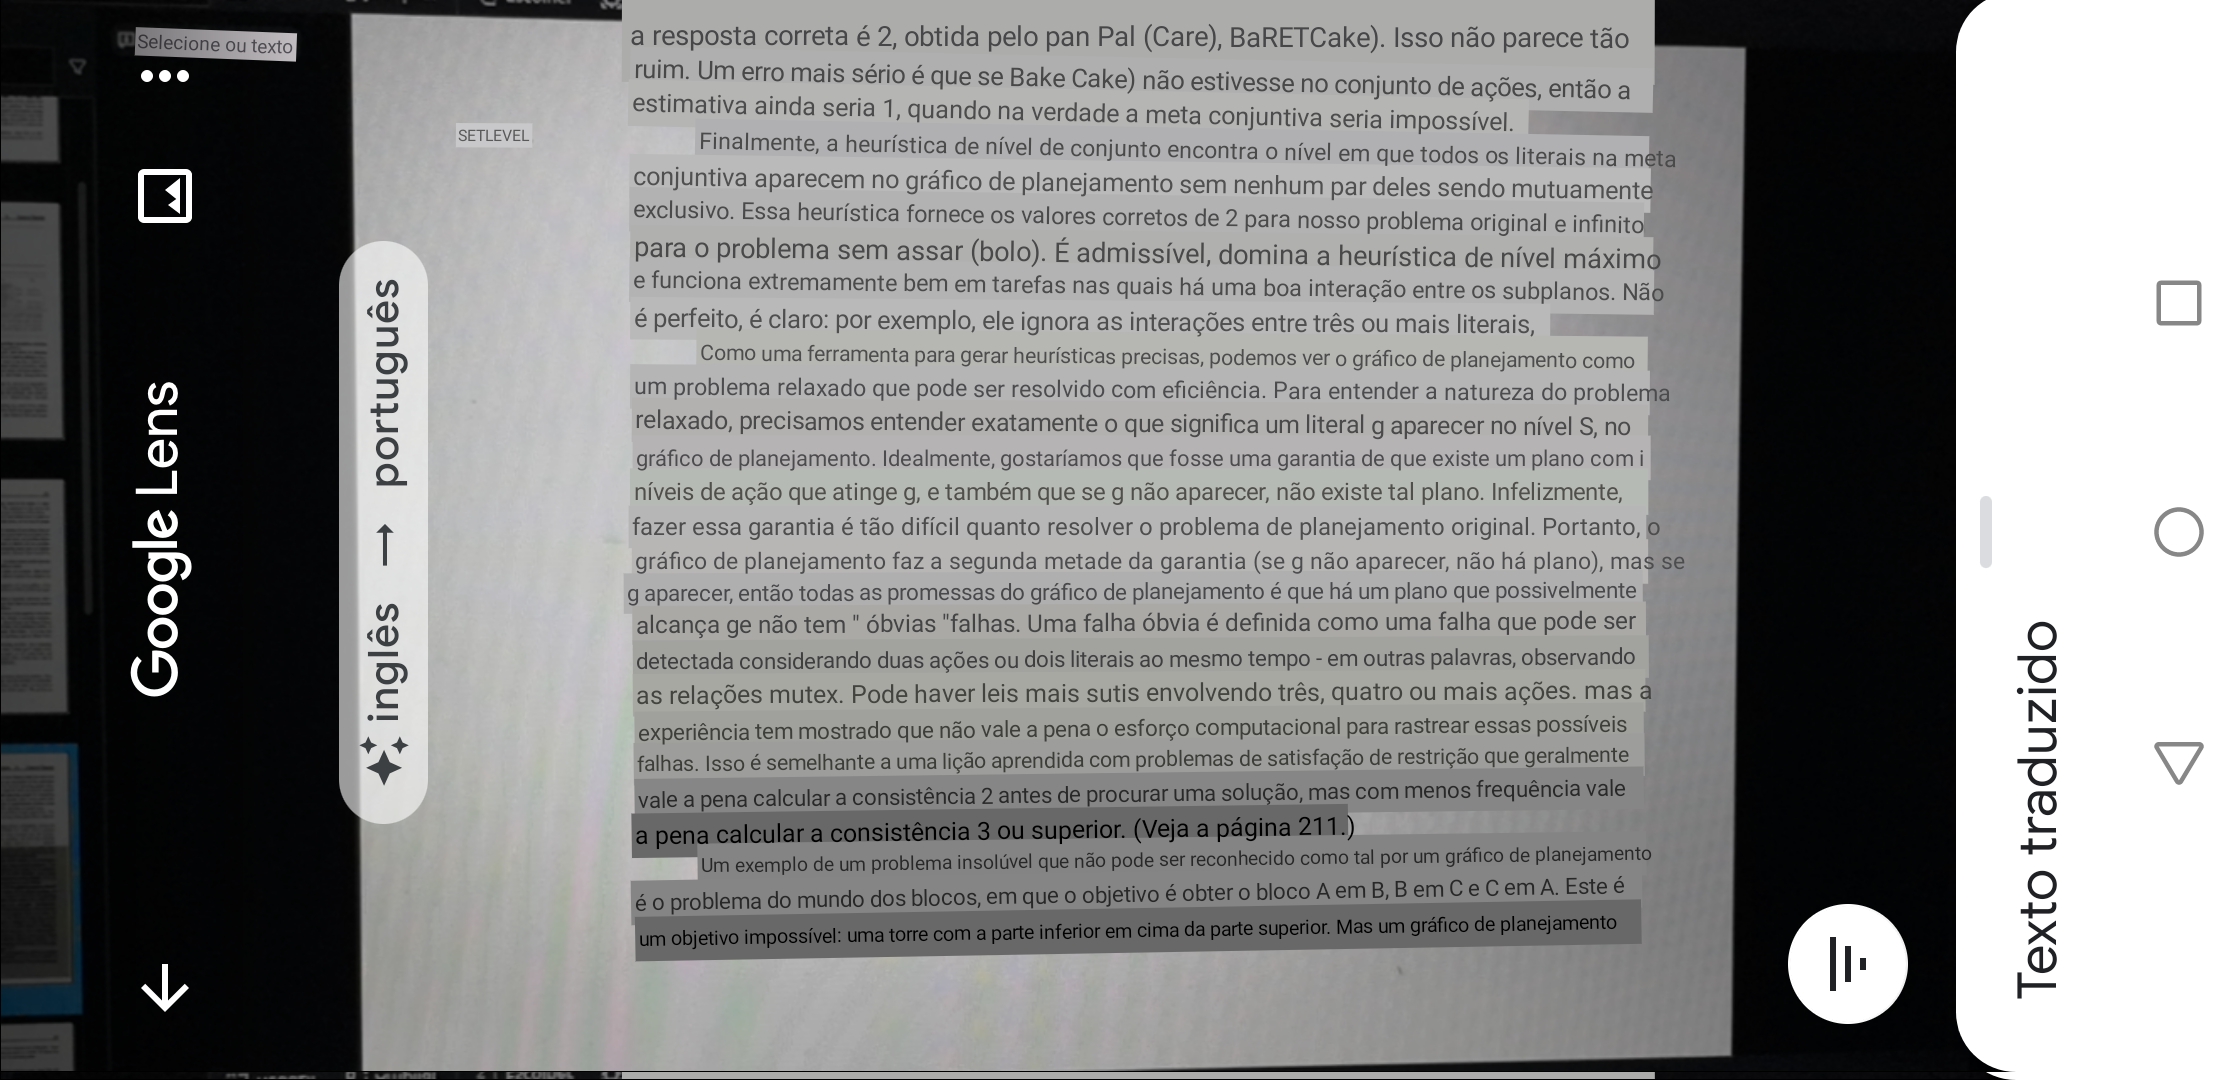 Selecione ou texto
SETLEVEL
a resposta correta é 2, obtida pelo pan Pal (Care), BaRETCake). Isso não parece tão
ruim. Um erro mais sério é que se Bake Cake) não estivesse no conjunto de ações, então a
estimativa ainda seria 1, quando na verdade a meta conjuntiva seria impossível.
Finalmente, a heurística de nível de conjunto encontra o nível em que todos os literais na meta
conjuntiva aparecem no gráfico de planejamento sem nenhum par deles sendo mutuamente
exclusivo. Essa heurística fornece os valores corretos de 2 para nosso problema original e infinito
para o problema sem assar (bolo). É admissível, domina a heurística de nível máximo
e funciona extremamente bem em tarefas nas quais há uma boa interação entre os subplanos. Não
é perfeito, é claro: por exemplo, ele ignora as interações entre três ou mais literais,
Como uma ferramenta para gerar heurísticas precisas, podemos ver o gráfico de planejamento como
um problema relaxado que pode ser resolvido com eficiência. Para entender a natureza do problema
relaxado, precisamos entender exatamente o que significa um literal g aparecer no nível S, no
gráfico de planejamento. Idealmente, gostaríamos que fosse uma garantia de que existe um plano com i
níveis de ação que atinge g, e também que se g não aparecer, não existe tal plano. Infelizmente,
fazer essa garantia é tão difícil quanto resolver o problema de planejamento original. Portanto, o
gráfico de planejamento faz a segunda metade da garantia (se g não aparecer, não há plano), mas se
g aparecer, então todas as promessas do gráfico de planejamento é que há um plano que possivelmente
alcança ge não tem " óbvias "falhas. Uma falha óbvia é definida como uma falha que pode ser
detectada considerando duas ações ou dois literais ao mesmo tempo - em outras palavras, observando
as relações mutex. Pode haver leis mais sutis envolvendo três, quatro ou mais ações. mas a
experiência tem mostrado que não vale a pena o esforço computacional para rastrear essas possíveis
falhas. Isso é semelhante a uma lição aprendida com problemas de satisfação de restrição que geralmente
vale a pena calcular a consistência 2 antes de procurar uma solução, mas com menos frequência vale
a pena calcular a consistência 3 ou superior. (Veja a página 211.)
Um exemplo de um problema insolúvel que não pode ser reconhecido como tal por um gráfico de planejamento
é o problema do mundo dos blocos, em que o objetivo é obter o bloco A em B, B em C e C em A. Este é
um objetivo impossível: uma torre com a parte inferior em cima da parte superior. Mas um gráfico de planejamento
Google Lens
inglês → português
Texto traduzido